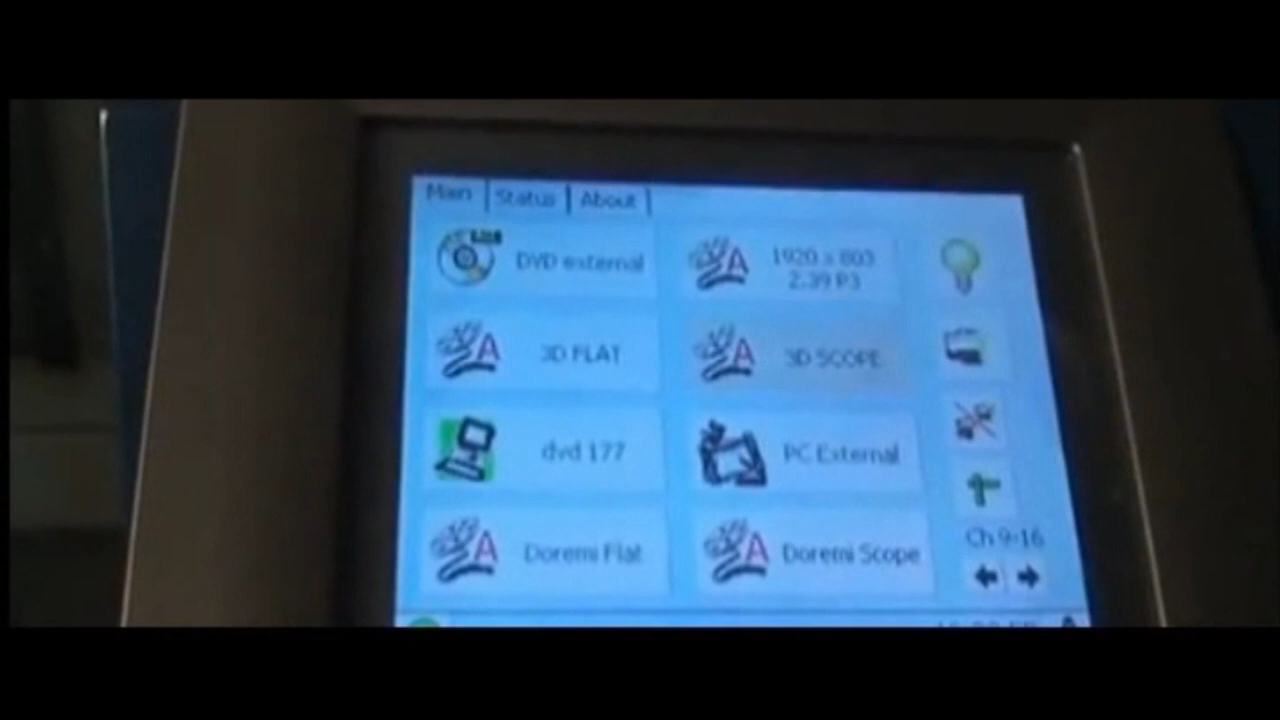 Main Status About
DVD external
1920 x 803
2.39 P3
3D FLAT
3D SCOPE
dvd 177
PC External
Doremi Flat
Doremi Scope
Ch 9-16